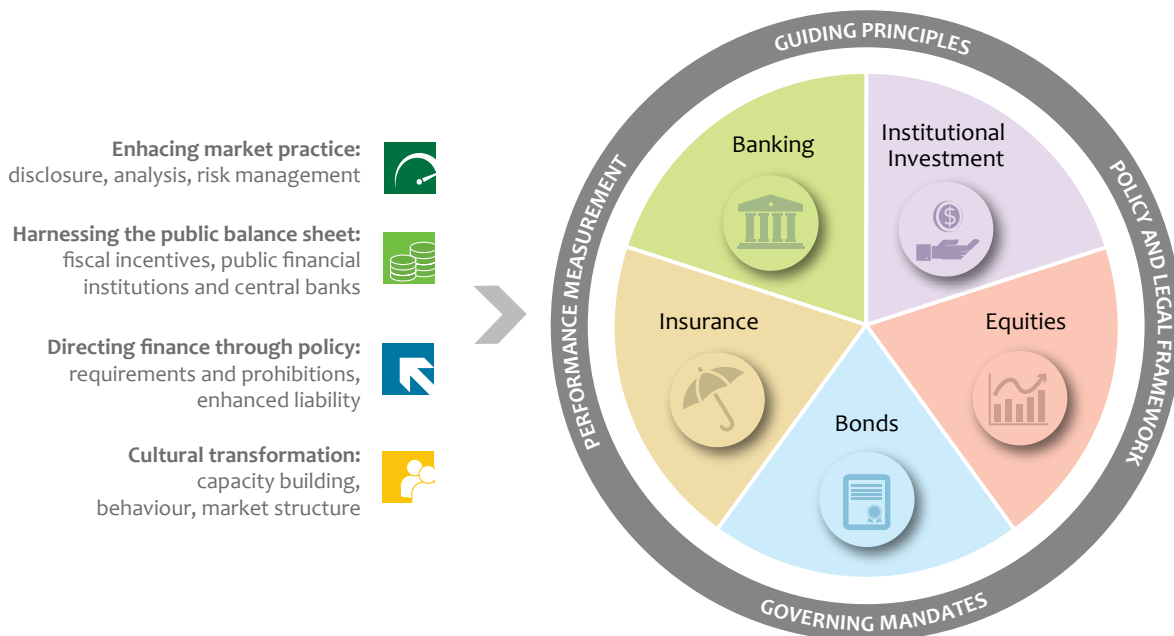 Enhacing market practice:
disclosure, analysis, risk management
Harnessing the public balance sheet:
fiscal incentives, public financial
institutions and central banks
Directing finance through policy:
requirements and prohibitions,
enhanced liability
Cultural transformation:
capacity building,
behaviour, market structure
GUIDING PRINCIPLES
POLICY AND LEGAL FRAMEWORK
GOVERNING MANDATES
PERFORMANCE MEASUREMENT
Banking
Institutional
Investment
$
Insurance
Equities
Bonds